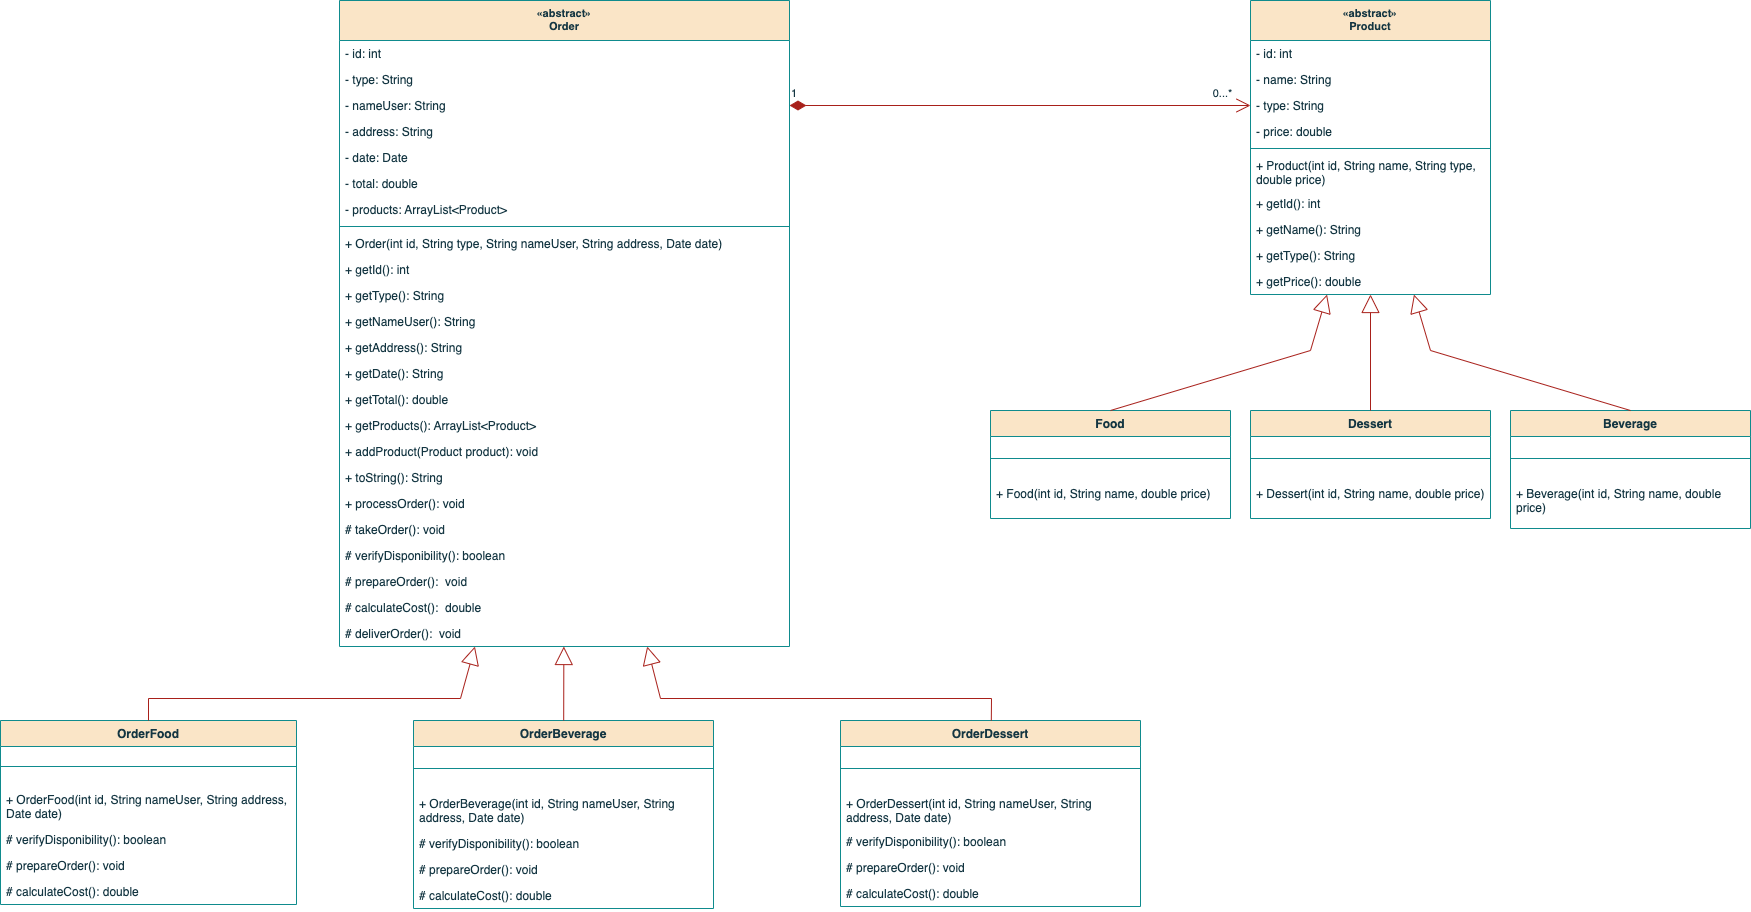 «abstract»
Order
- id: int
- type: String
- nameUser: String
- address: String
- date: Date
- total: double
- products: ArrayList<Product>
+ Order(int id, String type, String nameUser, String address, Date date)
+ getId(): int
+ getType(): String
+ getNameUser(): String
+ getAddress(): String
+ getDate(): String
+ getTotal(): double
+ getProducts(): ArrayList<Product>
+ addProduct(Product product): void
+ toString(): String
+ processOrder(): void
# takeOrder(): void
# verifyDisponibility(): boolean
# prepareOrder():  void
# calculateCost():  double
# deliverOrder():  void
1
0...*
«abstract»
Product
- id: int
- name: String
- type: String
- price: double
+ Product(int id, String name, String type,
double price)
+ getId(): int
+ getName(): String
+ getType(): String
+ getPrice(): double
Food
+ Food(int id, String name, double price)
Dessert
+ Dessert(int id, String name, double price)
Beverage
+ Beverage(int id, String name, double
price)
OrderFood
+ OrderFood(int id, String nameUser, String address,
Date date)
# verifyDisponibility(): boolean
# prepareOrder(): void
# calculateCost(): double
OrderBeverage
+ OrderBeverage(int id, String nameUser, String
address, Date date)
# verifyDisponibility(): boolean
# prepareOrder(): void
# calculateCost(): double
OrderDessert
+ OrderDessert(int id, String nameUser, String
address, Date date)
# verifyDisponibility(): boolean
# prepareOrder(): void
# calculateCost(): double